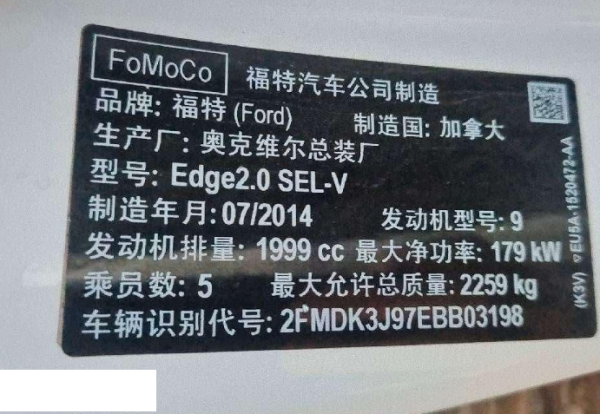 FoMoCo 福特汽车公司制造
品牌: 福特 (Ford) 制造国: 加拿大
生产厂: 奥克维尔总装厂
型号: Edge2.0 SEL-V
制造年月: 07/2014 发动机型号: 9
发动机排量: 1999 cc 最大净功率: 179 kW
乘员数: 5 最大允许总质量: 2259 kg
车辆识别代号: 2FMDK3J97EBB03198
(K3V) EU5A-1520472-AA